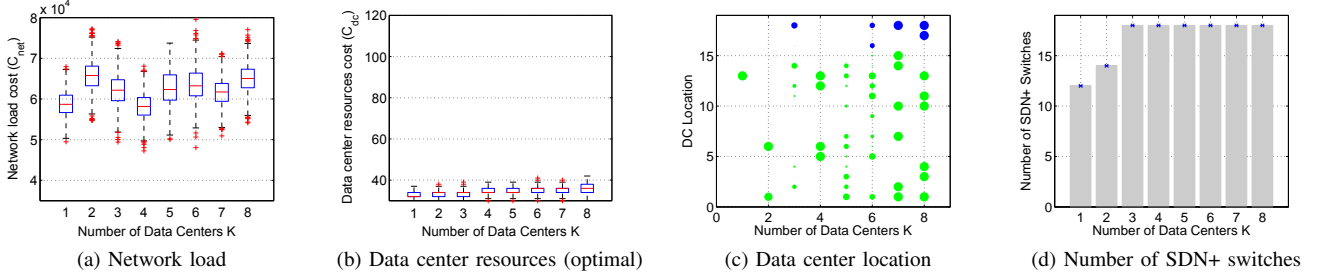 x 10⁴
8
7
6
5
4
Network load cost (C_net)
1 2 3 4 5 6 7 8
Number of Data Centers K
(a) Network load
120
100
80
60
40
Data center resources cost (C_dc)
1 2 3 4 5 6 7 8
Number of Data Centers K
(b) Data center resources (optimal)
15
10
5
0
DC Location
0 2 4 6 8
Number of Data Centers K
(c) Data center location
15
10
5
0
Number of SDN+ Switches
1 2 3 4 5 6 7 8
Number of Data Centers K
(d) Number of SDN+ switches